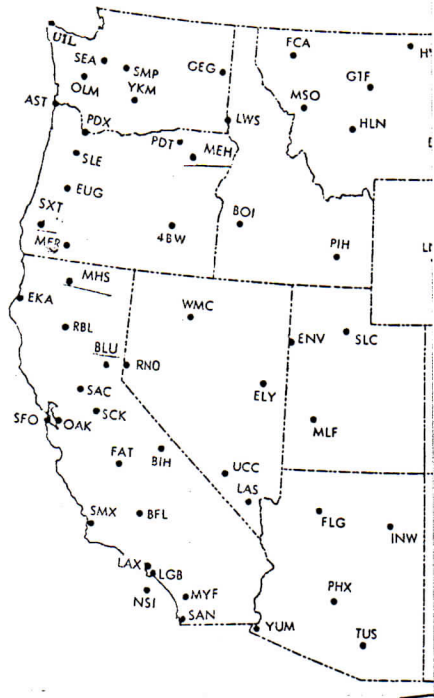 UIL
FCA
HY
SEA
SMP
GEG
G1F
OLM
YKM
MSO
AST
LWS
HLN
PDX
PDT
SLE
MEH
EUG
SXT
BOI
MFR
4BW
PIH
MHS
EKA
WMC
RBL
ENV
SLC
BLU
RNO
SAC
ELY
SCK
SFO
OAK
MLF
FAT
BIH
UCC
LAS
SMX
BFL
FLG
INW
LAX
LGB
NSI
MYF
PHX
SAN
YUM
TUS